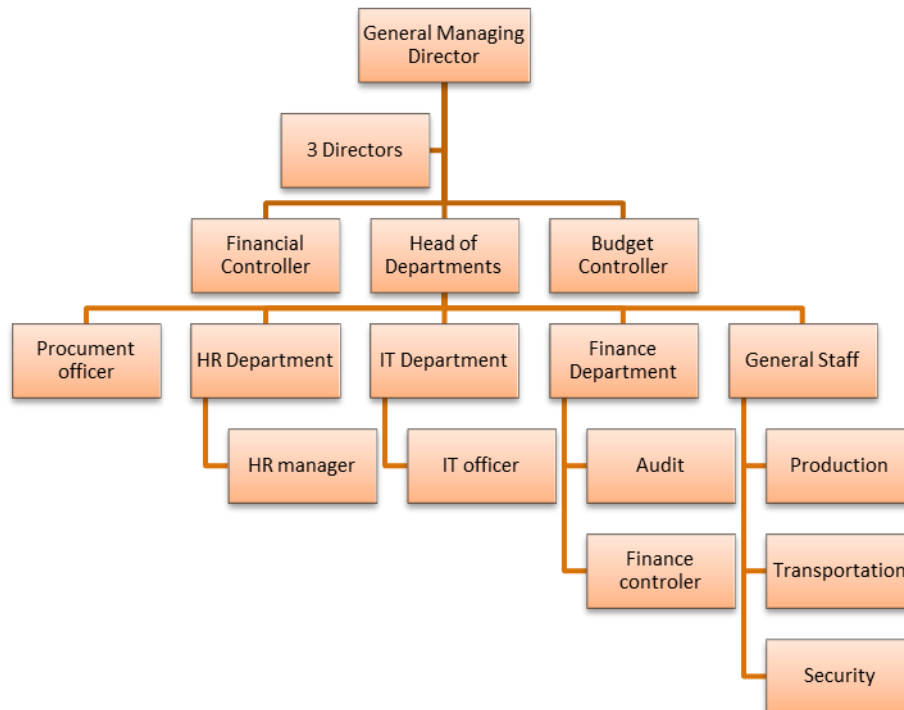 General Managing
Director
3 Directors
Financial
Controller
Head of
Departments
Budget
Controller
Procument
officer
HR Department
IT Department
Finance
Department
General Staff
HR manager
IT officer
Audit
Production
Finance
controler
Transportation
Security